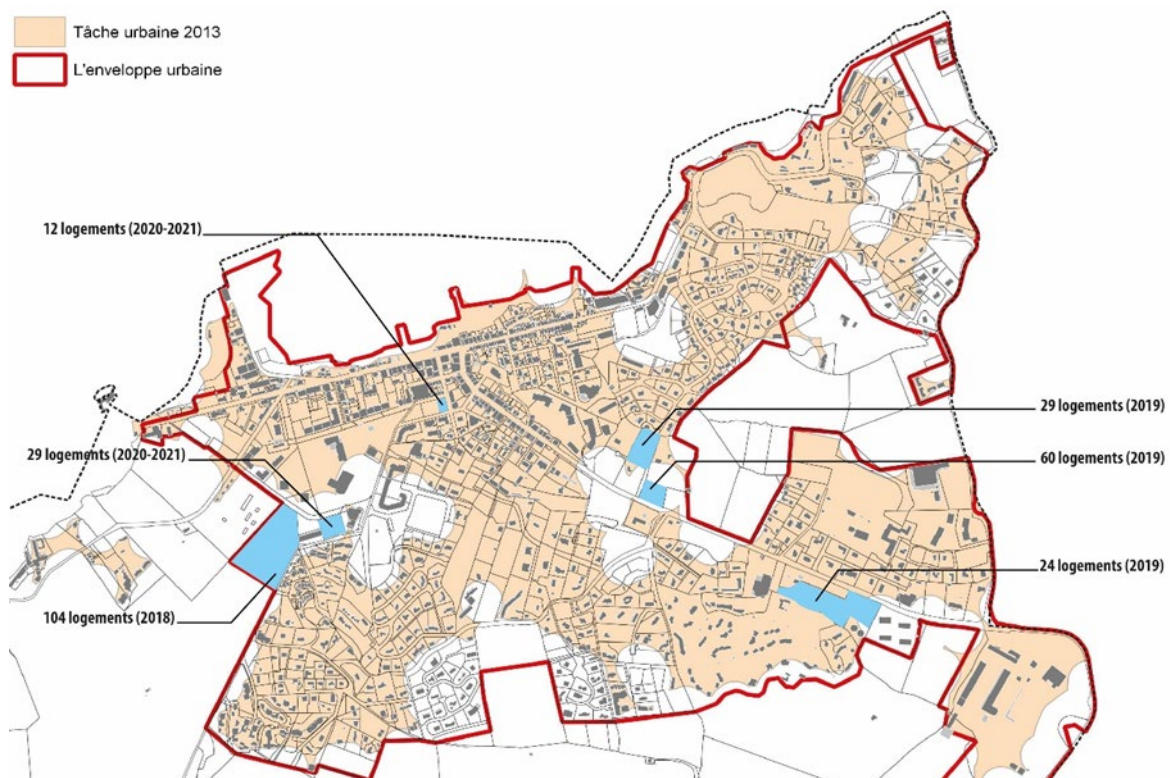 Tâche urbaine 2013
L'enveloppe urbaine
12 logements (2020-2021)
29 logements (2019)
29 logements (2020-2021)
60 logements (2019)
24 logements (2019)
104 logements (2018)